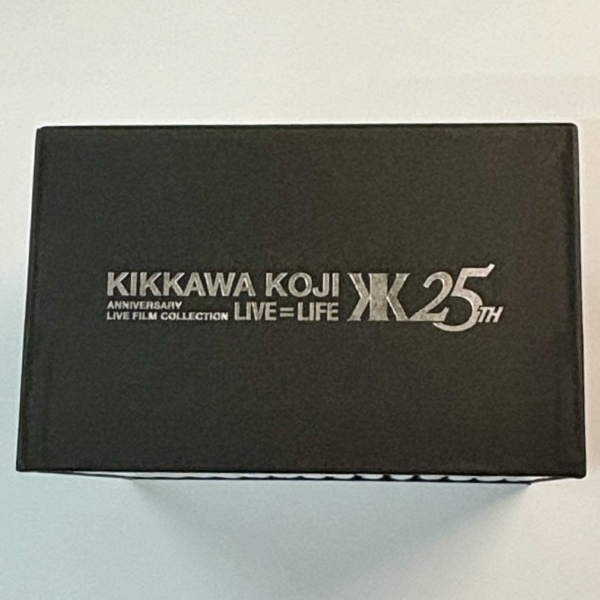 KIKKAWA KOJI
ANNIVERSARY
LIVE FILM COLLECTION LIVE=LIFE
KK 25TH